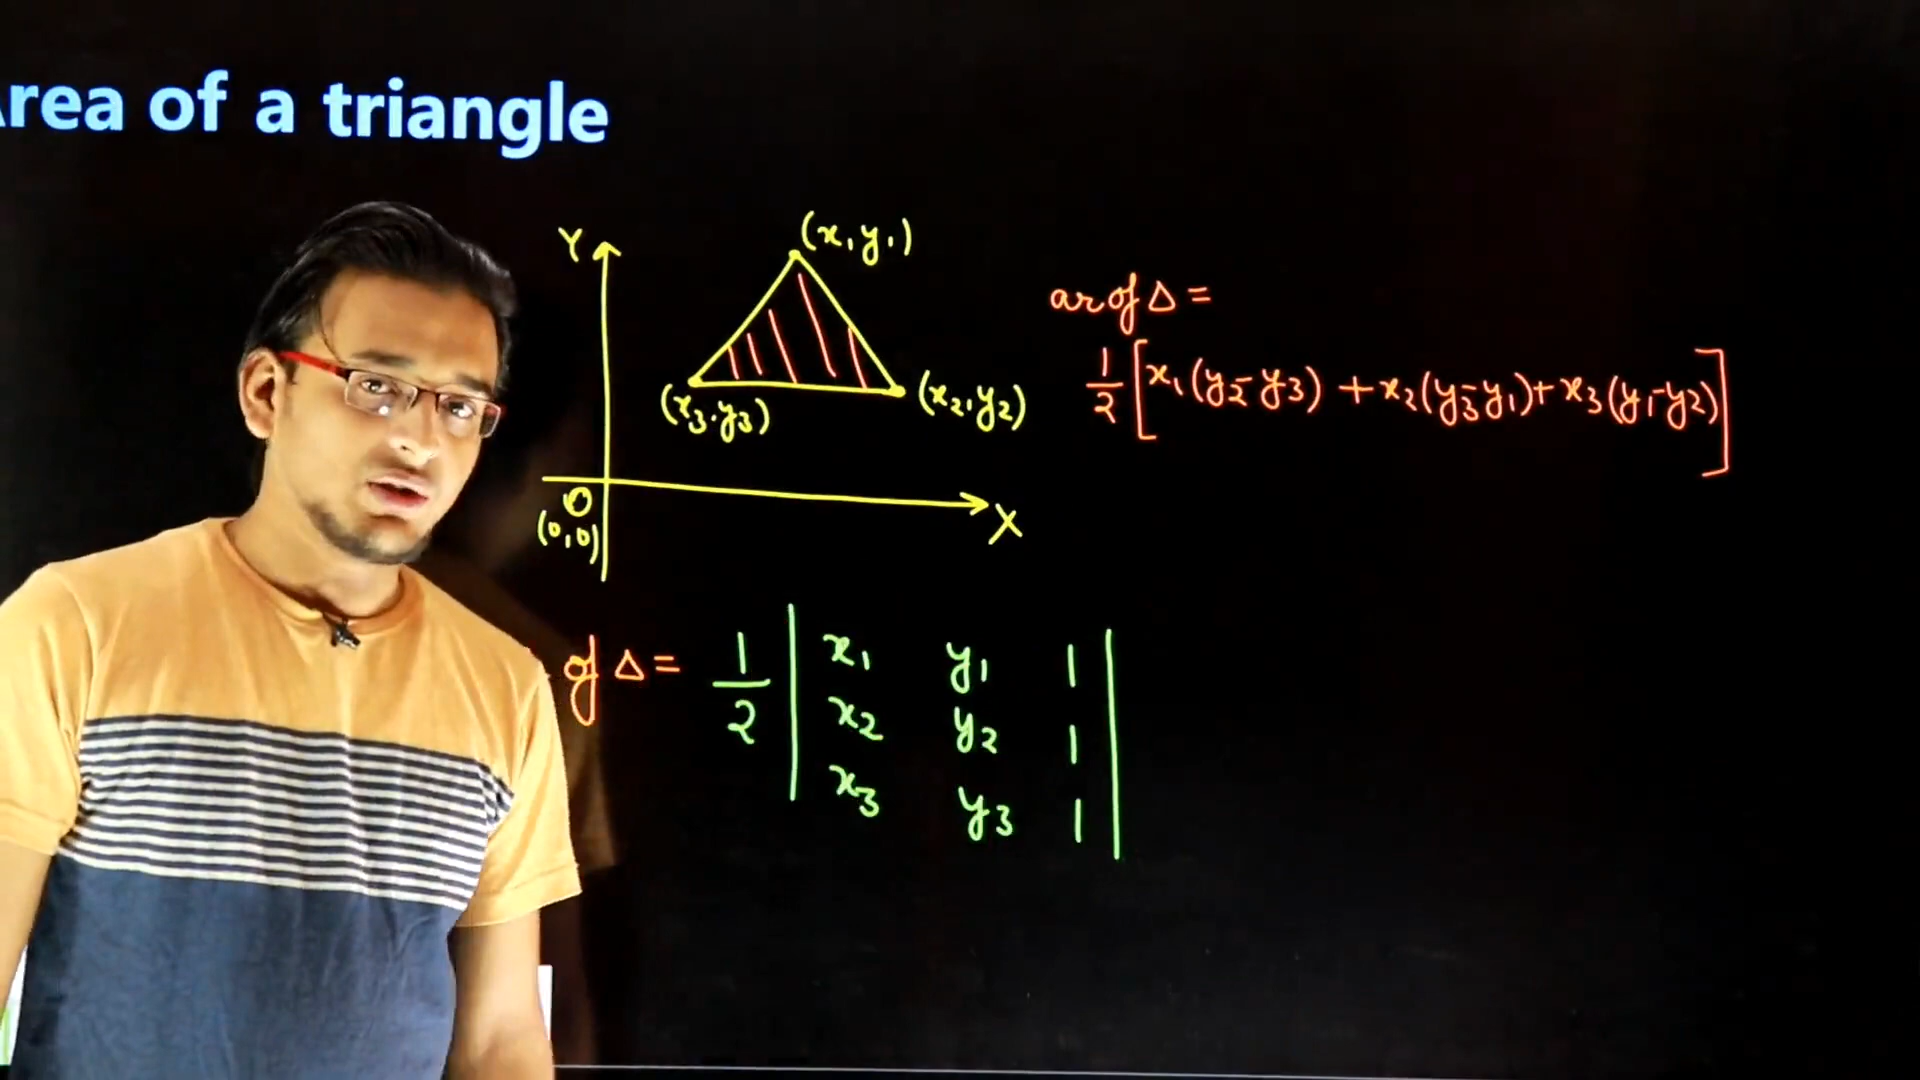 rea of a triangle
Y
(x₁ y₁)
(x₃.y₃)
(x₂,y₂)
O
(0,0)
X
ar of Δ =
1/2 [x₁(y₂-y₃) + x₂(y₃-y₁) + x₃(y₁-y₂)]
of Δ = 1/2 | x₁ y₁ 1 |
| x₂ y₂ 1 |
| x₃ y₃ 1 |